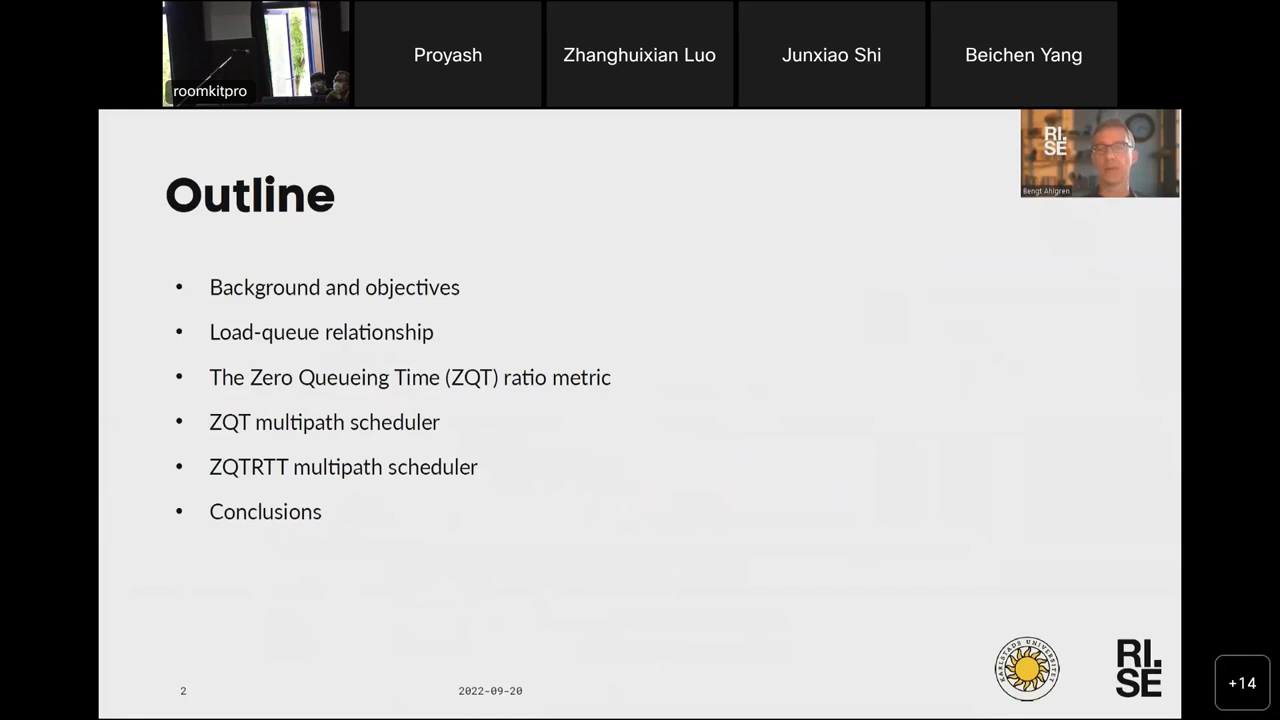 roomkitpro
Proyash
Zhanghuixian Luo
Junxiao Shi
Beichen Yang
RI.
SE
Bengt Ahlgren
Outline
• Background and objectives
• Load-queue relationship
• The Zero Queueing Time (ZQT) ratio metric
• ZQT multipath scheduler
• ZQTRTT multipath scheduler
• Conclusions
2
2022-09-20
KARLSTADS UNIVERSITET
RI.
SE
+14